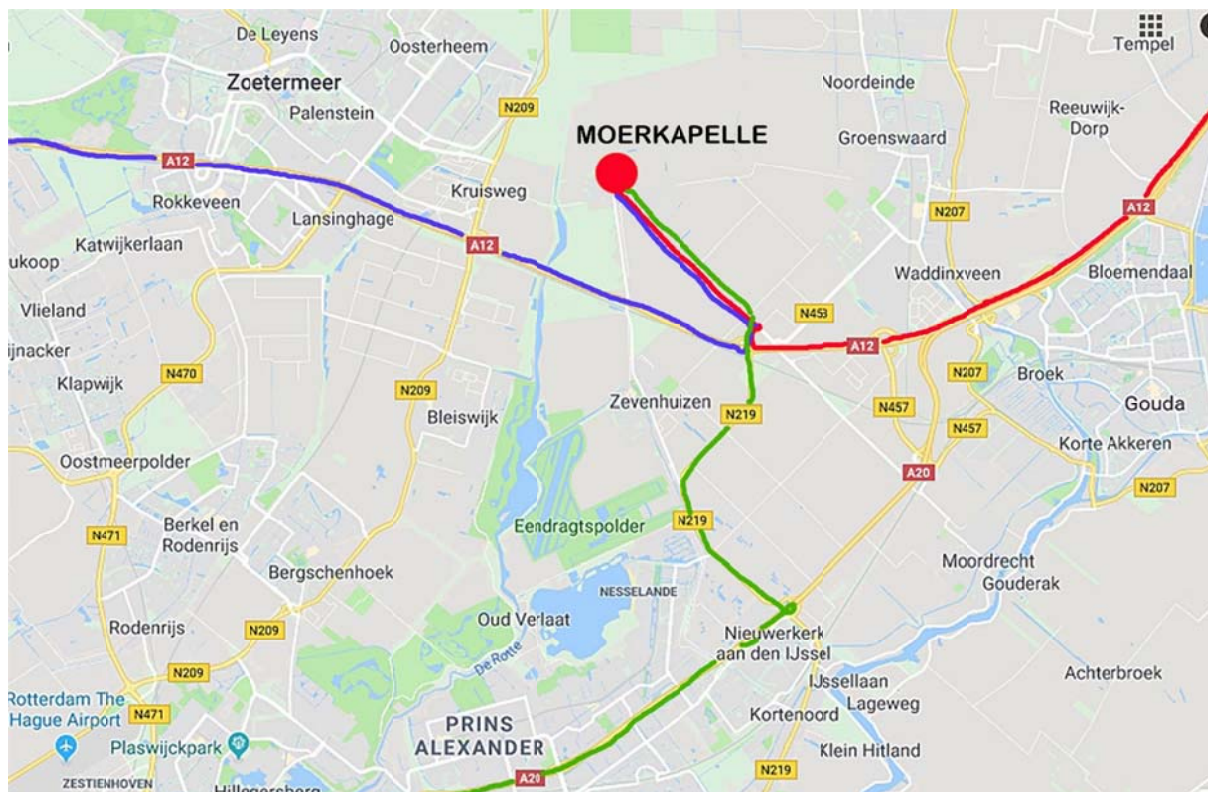 De Leyens
Oosterheem
Tempel
Zoetermeer
Palenstein
N209
Noordeinde
Reeuwijk-
Dorp
MOERKAPELLE
Groenswaard
A12
Rokkeveen
Kruisweg
Lansinghage
N207
A12
Katwijkerlaan
A12
ukoop
Waddinxveen
Bloemendaal
Vlieland
N453
ijnacker
A12
Klapwijk
N470
N209
N207
Broek
Bleiswijk
Zevenhuizen
N219
N457
Gouda
N457
Korte Akkeren
Oostmeerpolder
A20
N207
Berkel en
Rodenrijs
N471
Eendragtspolder
N219
Bergschenhoek
Moordrecht
Gouderak
NESSELANDE
Oud Verlaat
Rodenrijs
N209
Nieuwerkerk
aan den IJssel
De Rotte
N209
IJssellaan
Achterbroek
Rotterdam The
Hague Airport
N471
PRINS
ALEXANDER
Kortenoord
Lageweg
Plaswijckpark
Klein Hitland
ZESTIENHOVEN
A20
N219
Hillegersberg